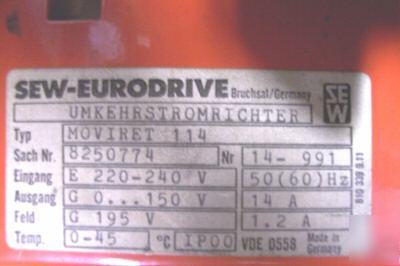 SEW-EURODRIVE Bruchsal/Germany
SEW
UMKEHRSTROMRICHTER
Typ MOVIRET 114
Sach Nr. 8250774 Nr 14-991
Eingang E 220-240 V 50(60)Hz
Ausgang G 0...150 V 14 A
Feld G 195 V 1.2 A
Temp. 0-45 °C IP00 VDE 0558 Made in Germany